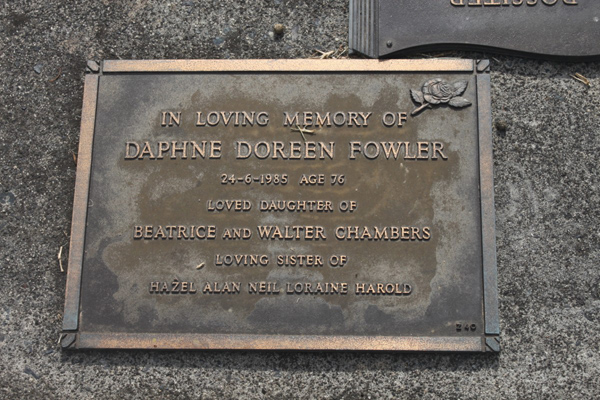 ROSSITER
IN LOVING MEMORY OF
DAPHNE DOREEN FOWLER
24-6-1985 AGE 76
LOVED DAUGHTER OF
BEATRICE AND WALTER CHAMBERS
LOVING SISTER OF
HAZEL ALAN NEIL LORAINE HAROLD